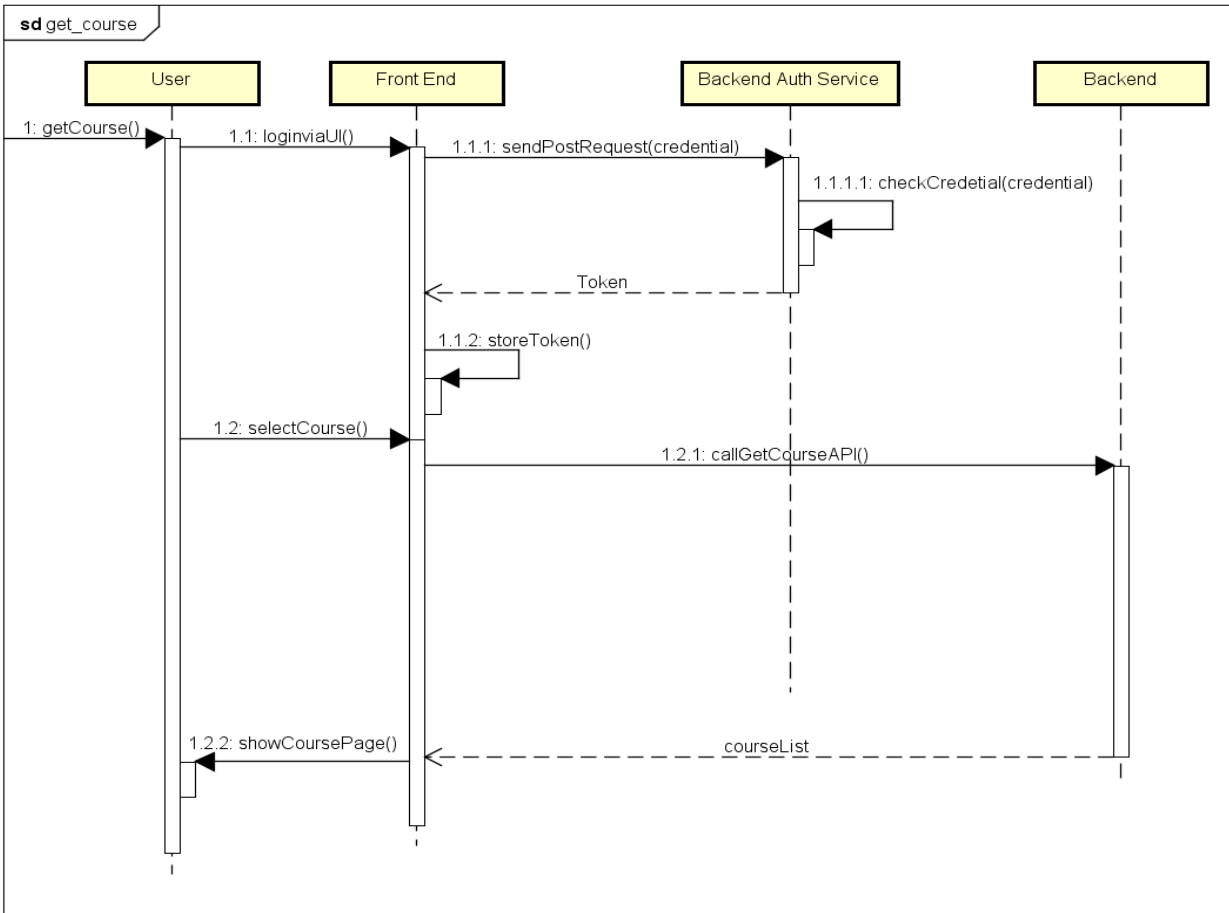 sd get_course
User
Front End
Backend Auth Service
Backend
1: getCourse()
1.1: loginviaUI()
1.1.1: sendPostRequest(credential)
1.1.1.1: checkCredetial(credential)
Token
1.1.2: storeToken()
1.2: selectCourse()
1.2.1: callGetCourseAPI()
1.2.2: showCoursePage()
courseList